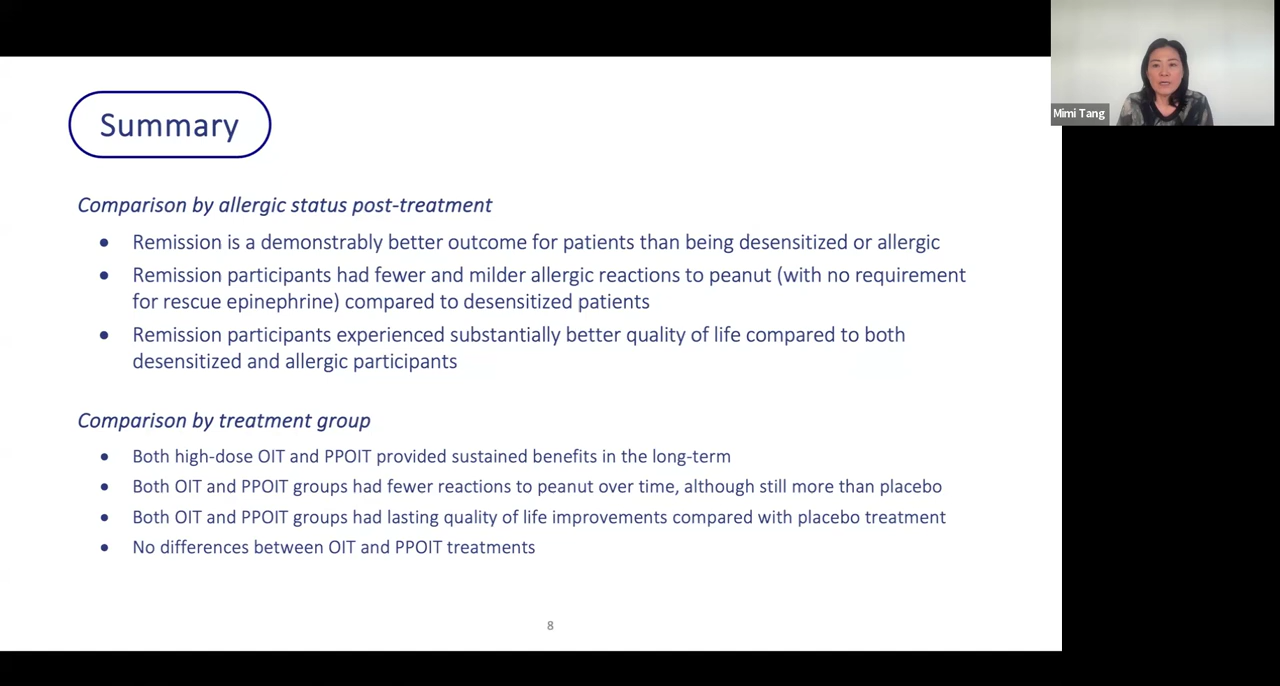 Mimi Tang
Summary
Comparison by allergic status post-treatment
• Remission is a demonstrably better outcome for patients than being desensitized or allergic
• Remission participants had fewer and milder allergic reactions to peanut (with no requirement
for rescue epinephrine) compared to desensitized patients
• Remission participants experienced substantially better quality of life compared to both
desensitized and allergic participants
Comparison by treatment group
• Both high-dose OIT and PPOIT provided sustained benefits in the long-term
• Both OIT and PPOIT groups had fewer reactions to peanut over time, although still more than placebo
• Both OIT and PPOIT groups had lasting quality of life improvements compared with placebo treatment
• No differences between OIT and PPOIT treatments
8